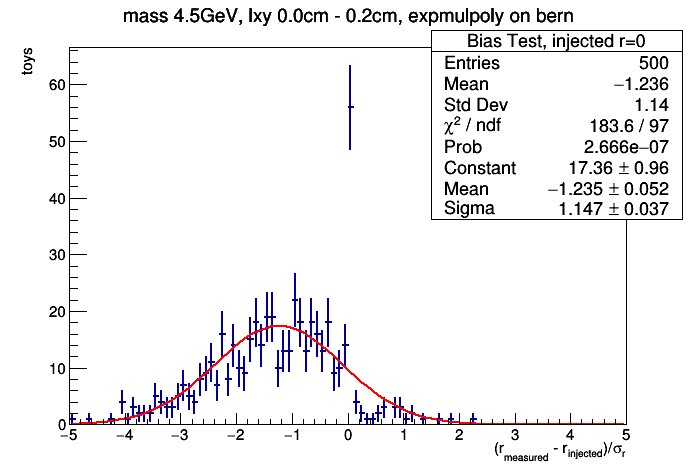 mass 4.5GeV, lxy 0.0cm - 0.2cm, expmulpoly on bern
Bias Test, injected r=0
Entries 500
Mean −1.236
Std Dev 1.14
χ² / ndf 183.6 / 97
Prob 2.666e−07
Constant 17.36 ± 0.96
Mean −1.235 ± 0.052
Sigma 1.147 ± 0.037
toys
60
50
40
30
20
10
0
−5 −4 −3 −2 −1 0 1 2 3 4 5
(r_measured - r_injected)/σ_r